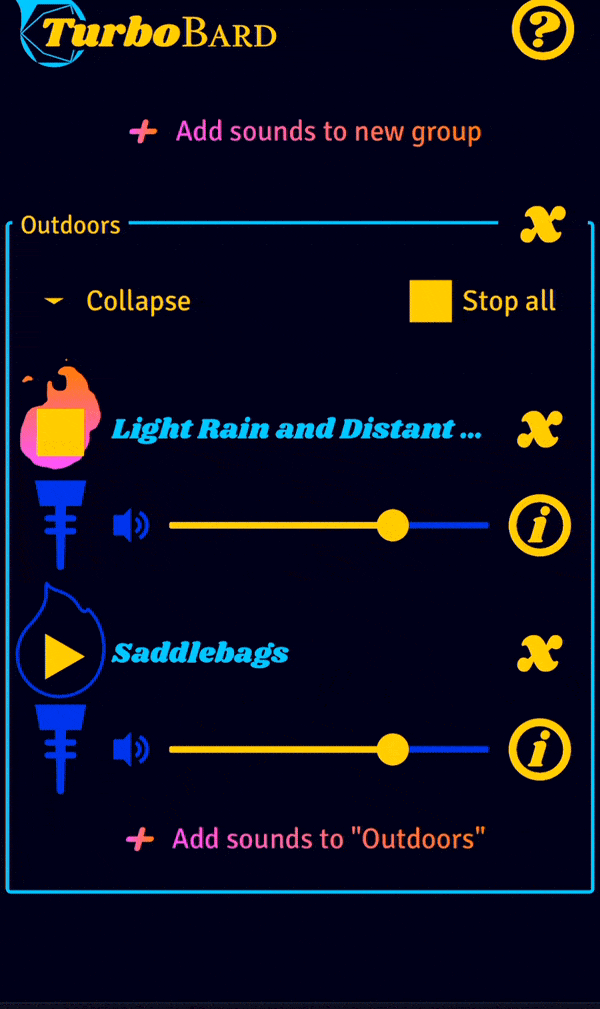 TurboBard
?
Add sounds to new group
Outdoors
x
Collapse
Stop all
Light Rain and Distant ...
x
i
Saddlebags
x
i
Add sounds to "Outdoors"